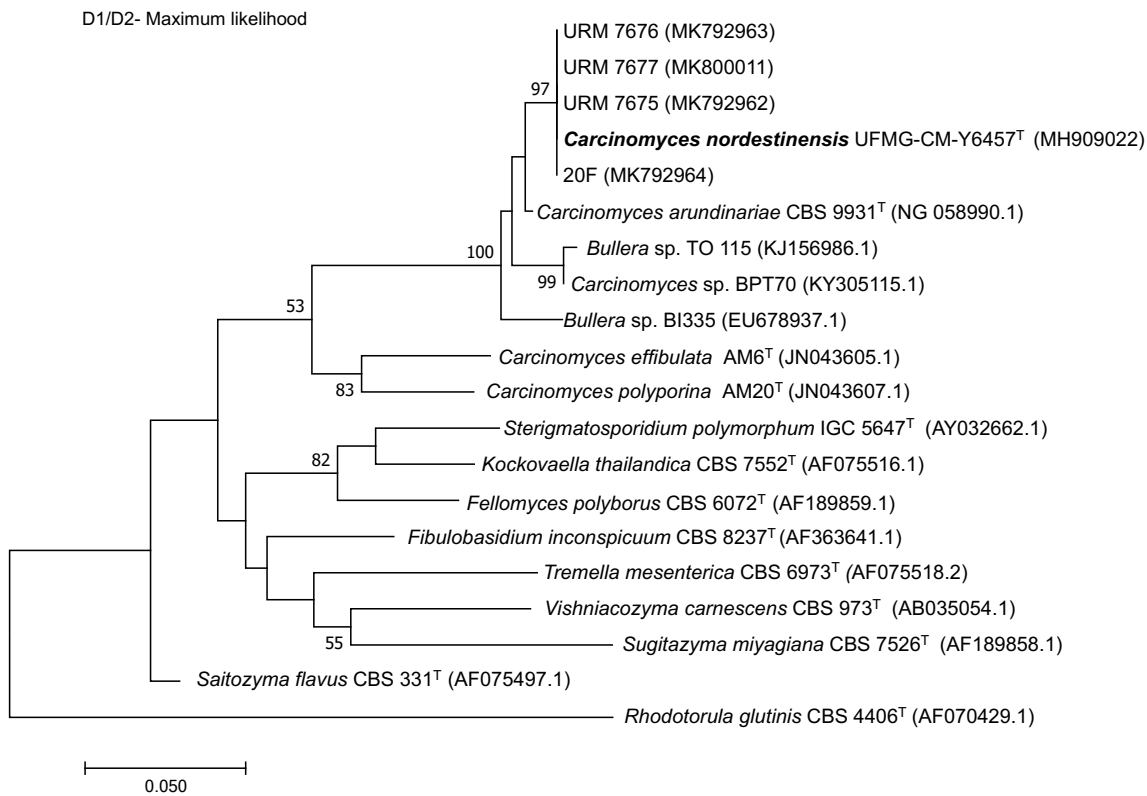 D1/D2- Maximum likelihood
URM 7676 (MK792963)
URM 7677 (MK800011)
97
URM 7675 (MK792962)
Carcinomyces nordestinensis UFMG-CM-Y6457ᵀ (MH909022)
20F (MK792964)
Carcinomyces arundinariae CBS 9931ᵀ (NG 058990.1)
100
Bullera sp. TO 115 (KJ156986.1)
99
Carcinomyces sp. BPT70 (KY305115.1)
53
Bullera sp. BI335 (EU678937.1)
Carcinomyces effibulata AM6ᵀ (JN043605.1)
83
Carcinomyces polyporina AM20ᵀ (JN043607.1)
Sterigmatosporidium polymorphum IGC 5647ᵀ (AY032662.1)
82
Kockovaella thailandica CBS 7552ᵀ (AF075516.1)
Fellomyces polyborus CBS 6072ᵀ (AF189859.1)
Fibulobasidium inconspicuum CBS 8237ᵀ (AF363641.1)
Tremella mesenterica CBS 6973ᵀ (AF075518.2)
Vishniacozyma carnescens CBS 973ᵀ (AB035054.1)
55
Sugitazyma miyagiana CBS 7526ᵀ (AF189858.1)
Saitozyma flavus CBS 331ᵀ (AF075497.1)
Rhodotorula glutinis CBS 4406ᵀ (AF070429.1)
0.050